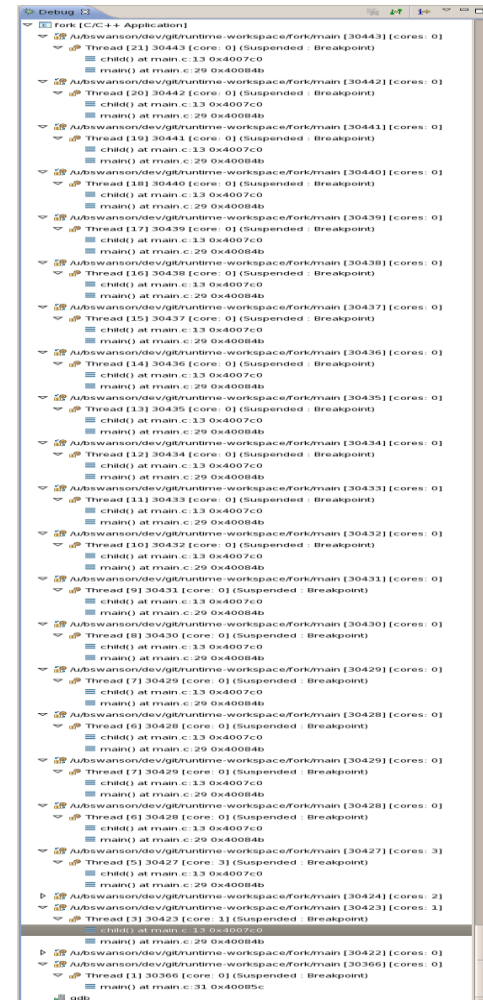 Debug
fork [C/C++ Application]
/u/bswanson/dev/git/runtime-workspace/fork/main [30443] [cores: 0]
Thread [21] 30443 [core: 0] (Suspended : Breakpoint)
child() at main.c:13 0x4007c0
main() at main.c:29 0x40084b
/u/bswanson/dev/git/runtime-workspace/fork/main [30442] [cores: 0]
Thread [20] 30442 [core: 0] (Suspended : Breakpoint)
child() at main.c:13 0x4007c0
main() at main.c:29 0x40084b
/u/bswanson/dev/git/runtime-workspace/fork/main [30441] [cores: 0]
Thread [19] 30441 [core: 0] (Suspended : Breakpoint)
child() at main.c:13 0x4007c0
main() at main.c:29 0x40084b
/u/bswanson/dev/git/runtime-workspace/fork/main [30440] [cores: 0]
Thread [18] 30440 [core: 0] (Suspended : Breakpoint)
child() at main.c:13 0x4007c0
main() at main.c:29 0x40084b
/u/bswanson/dev/git/runtime-workspace/fork/main [30439] [cores: 0]
Thread [17] 30439 [core: 0] (Suspended : Breakpoint)
child() at main.c:13 0x4007c0
main() at main.c:29 0x40084b
/u/bswanson/dev/git/runtime-workspace/fork/main [30438] [cores: 0]
Thread [16] 30438 [core: 0] (Suspended : Breakpoint)
child() at main.c:13 0x4007c0
main() at main.c:29 0x40084b
/u/bswanson/dev/git/runtime-workspace/fork/main [30437] [cores: 0]
Thread [15] 30437 [core: 0] (Suspended : Breakpoint)
child() at main.c:13 0x4007c0
main() at main.c:29 0x40084b
/u/bswanson/dev/git/runtime-workspace/fork/main [30436] [cores: 0]
Thread [14] 30436 [core: 0] (Suspended : Breakpoint)
child() at main.c:13 0x4007c0
main() at main.c:29 0x40084b
/u/bswanson/dev/git/runtime-workspace/fork/main [30435] [cores: 0]
Thread [13] 30435 [core: 0] (Suspended : Breakpoint)
child() at main.c:13 0x4007c0
main() at main.c:29 0x40084b
/u/bswanson/dev/git/runtime-workspace/fork/main [30434] [cores: 0]
Thread [12] 30434 [core: 0] (Suspended : Breakpoint)
child() at main.c:13 0x4007c0
main() at main.c:29 0x40084b
/u/bswanson/dev/git/runtime-workspace/fork/main [30433] [cores: 0]
Thread [11] 30433 [core: 0] (Suspended : Breakpoint)
child() at main.c:13 0x4007c0
main() at main.c:29 0x40084b
/u/bswanson/dev/git/runtime-workspace/fork/main [30432] [cores: 0]
Thread [10] 30432 [core: 0] (Suspended : Breakpoint)
child() at main.c:13 0x4007c0
main() at main.c:29 0x40084b
/u/bswanson/dev/git/runtime-workspace/fork/main [30431] [cores: 0]
Thread [9] 30431 [core: 0] (Suspended : Breakpoint)
child() at main.c:13 0x4007c0
main() at main.c:29 0x40084b
/u/bswanson/dev/git/runtime-workspace/fork/main [30430] [cores: 0]
Thread [8] 30430 [core: 0] (Suspended : Breakpoint)
child() at main.c:13 0x4007c0
main() at main.c:29 0x40084b
/u/bswanson/dev/git/runtime-workspace/fork/main [30429] [cores: 0]
Thread [7] 30429 [core: 0] (Suspended : Breakpoint)
child() at main.c:13 0x4007c0
main() at main.c:29 0x40084b
/u/bswanson/dev/git/runtime-workspace/fork/main [30428] [cores: 0]
Thread [6] 30428 [core: 0] (Suspended : Breakpoint)
child() at main.c:13 0x4007c0
main() at main.c:29 0x40084b
/u/bswanson/dev/git/runtime-workspace/fork/main [30429] [cores: 0]
Thread [7] 30429 [core: 0] (Suspended : Breakpoint)
child() at main.c:13 0x4007c0
main() at main.c:29 0x40084b
/u/bswanson/dev/git/runtime-workspace/fork/main [30428] [cores: 0]
Thread [6] 30428 [core: 0] (Suspended : Breakpoint)
child() at main.c:13 0x4007c0
main() at main.c:29 0x40084b
/u/bswanson/dev/git/runtime-workspace/fork/main [30427] [cores: 3]
Thread [5] 30427 [core: 3] (Suspended : Breakpoint)
child() at main.c:13 0x4007c0
main() at main.c:29 0x40084b
/u/bswanson/dev/git/runtime-workspace/fork/main [30424] [cores: 2]
/u/bswanson/dev/git/runtime-workspace/fork/main [30423] [cores: 1]
Thread [3] 30423 [core: 1] (Suspended : Breakpoint)
child() at main.c:13 0x4007c0
main() at main.c:29 0x40084b
/u/bswanson/dev/git/runtime-workspace/fork/main [30422] [cores: 0]
/u/bswanson/dev/git/runtime-workspace/fork/main [30366] [cores: 0]
Thread [1] 30366 [core: 0] (Suspended : Breakpoint)
main() at main.c:31 0x40085c
gdb